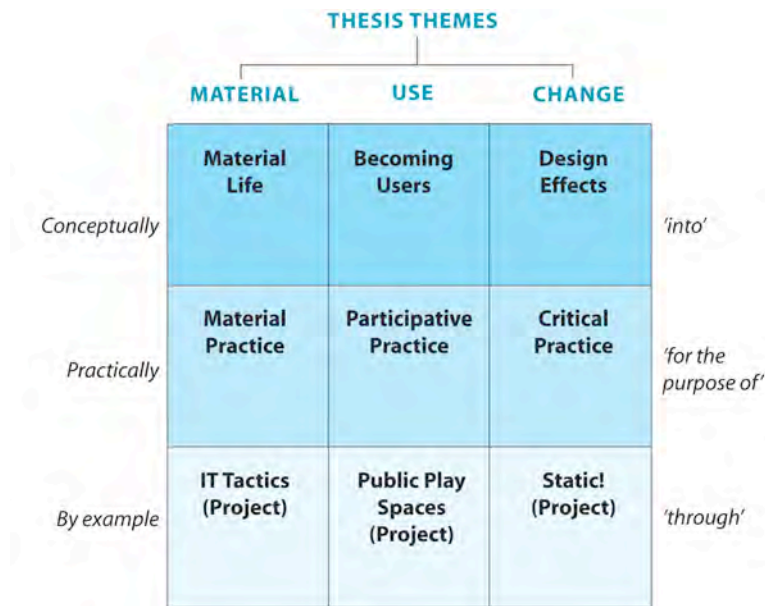 THESIS THEMES
MATERIAL
USE
CHANGE
Material
Life
Becoming
Users
Design
Effects
Conceptually
'into'
Material
Practice
Participative
Practice
Critical
Practice
Practically
'for the
purpose of'
IT Tactics
(Project)
Public Play
Spaces
(Project)
Static!
(Project)
By example
'through'